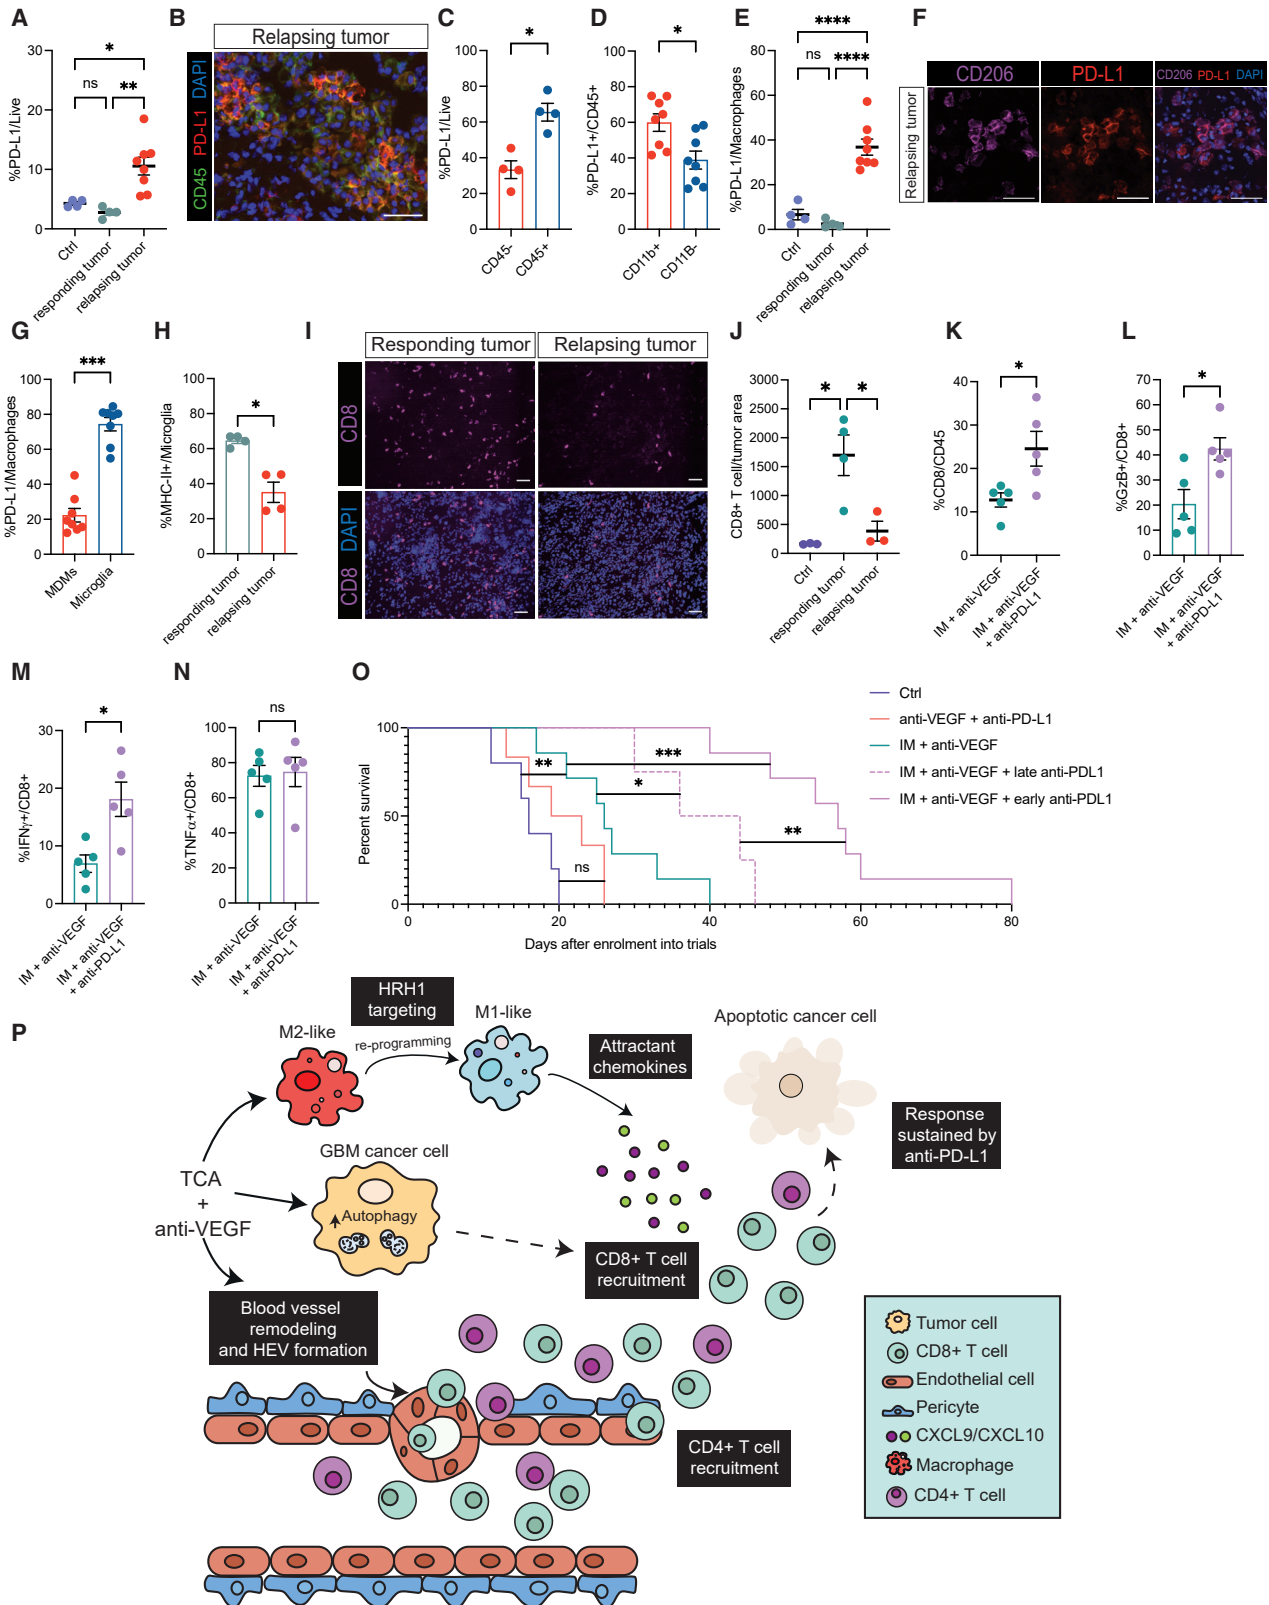 A
%PD-L1/Live
30
20
10
0
*
ns
**
Ctrl
responding tumor
relapsing tumor
B
Relapsing tumor
CD45 PD-L1 DAPI
C
%PD-L1/Live
100
80
60
40
20
0
*
CD45-
CD45+
D
%PD-L1+/CD45+
100
80
60
40
20
0
*
CD11b+
CD11B-
E
%PD-L1/Macrophages
80
60
40
20
0
****
ns
****
Ctrl
responding tumor
relapsing tumor
F
CD206
PD-L1
CD206 PD-L1 DAPI
Relapsing tumor
G
%PD-L1/Macrophages
100
80
60
40
20
0
***
MDMs
Microglia
H
%MHC-II+/Microglia
100
80
60
40
20
0
*
responding tumor
relapsing tumor
I
Responding tumor
Relapsing tumor
CD8
CD8 DAPI
J
CD8+ T cell/tumor area
3000
2500
2000
1500
1000
500
0
*
*
Ctrl
responding tumor
relapsing tumor
K
%CD8/CD45
40
30
20
10
0
*
IM + anti-VEGF
IM + anti-VEGF
+ anti-PD-L1
L
%GzB+/CD8+
70
60
50
40
30
20
10
0
*
IM + anti-VEGF
IM + anti-VEGF
+ anti-PD-L1
M
%IFNγ+/CD8+
30
20
10
0
*
IM + anti-VEGF
IM + anti-VEGF
+ anti-PD-L1
N
%TNFα+/CD8+
100
80
60
40
20
0
ns
IM + anti-VEGF
IM + anti-VEGF
+ anti-PD-L1
O
Percent survival
100
50
0
0
20
40
60
80
Days after enrolment into trials
**
***
*
**
ns
Ctrl
anti-VEGF + anti-PD-L1
IM + anti-VEGF
IM + anti-VEGF + late anti-PDL1
IM + anti-VEGF + early anti-PDL1
P
HRH1
targeting
M2-like
re-programming
M1-like
Attractant
chemokines
Apoptotic cancer cell
Response
sustained by
anti-PD-L1
TCA
+
anti-VEGF
GBM cancer cell
Autophagy
CD8+ T cell
recruitment
Blood vessel
remodeling
and HEV formation
CD4+ T cell
recruitment
Tumor cell
CD8+ T cell
Endothelial cell
Pericyte
CXCL9/CXCL10
Macrophage
CD4+ T cell